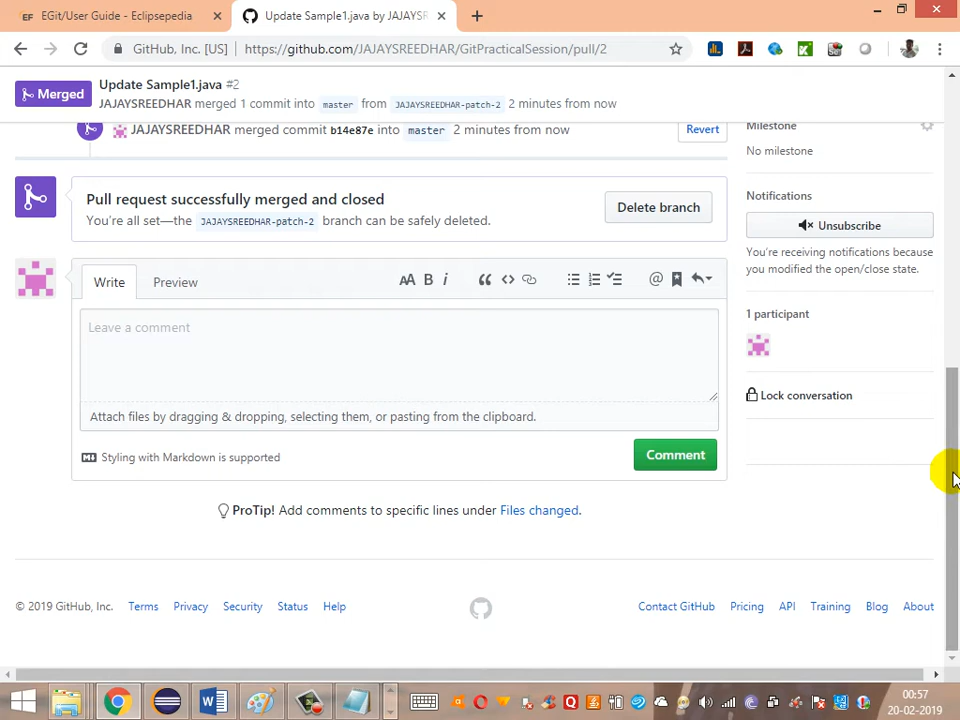 EGit/User Guide - Eclipsepedia
Update Sample1.java by JAJAYS
GitHub, Inc. [US]
https://github.com/JAJAYSREEDHAR/GitPracticalSession/pull/2
Merged
Update Sample1.java #2
JAJAYSREEDHAR merged 1 commit into master from JAJAYSREEDHAR-patch-2 2 minutes from now
JAJAYSREEDHAR merged commit b14e87e into master 2 minutes from now
Revert
Milestone
No milestone
Pull request successfully merged and closed
You're all set—the JAJAYSREEDHAR-patch-2 branch can be safely deleted.
Delete branch
Notifications
Unsubscribe
You're receiving notifications because
you modified the open/close state.
Write
Preview
AA B i
Leave a comment
1 participant
Lock conversation
Attach files by dragging & dropping, selecting them, or pasting from the clipboard.
Styling with Markdown is supported
Comment
ProTip! Add comments to specific lines under Files changed.
© 2019 GitHub, Inc. Terms Privacy Security Status Help
Contact GitHub Pricing API Training Blog About
00:57
20-02-2019